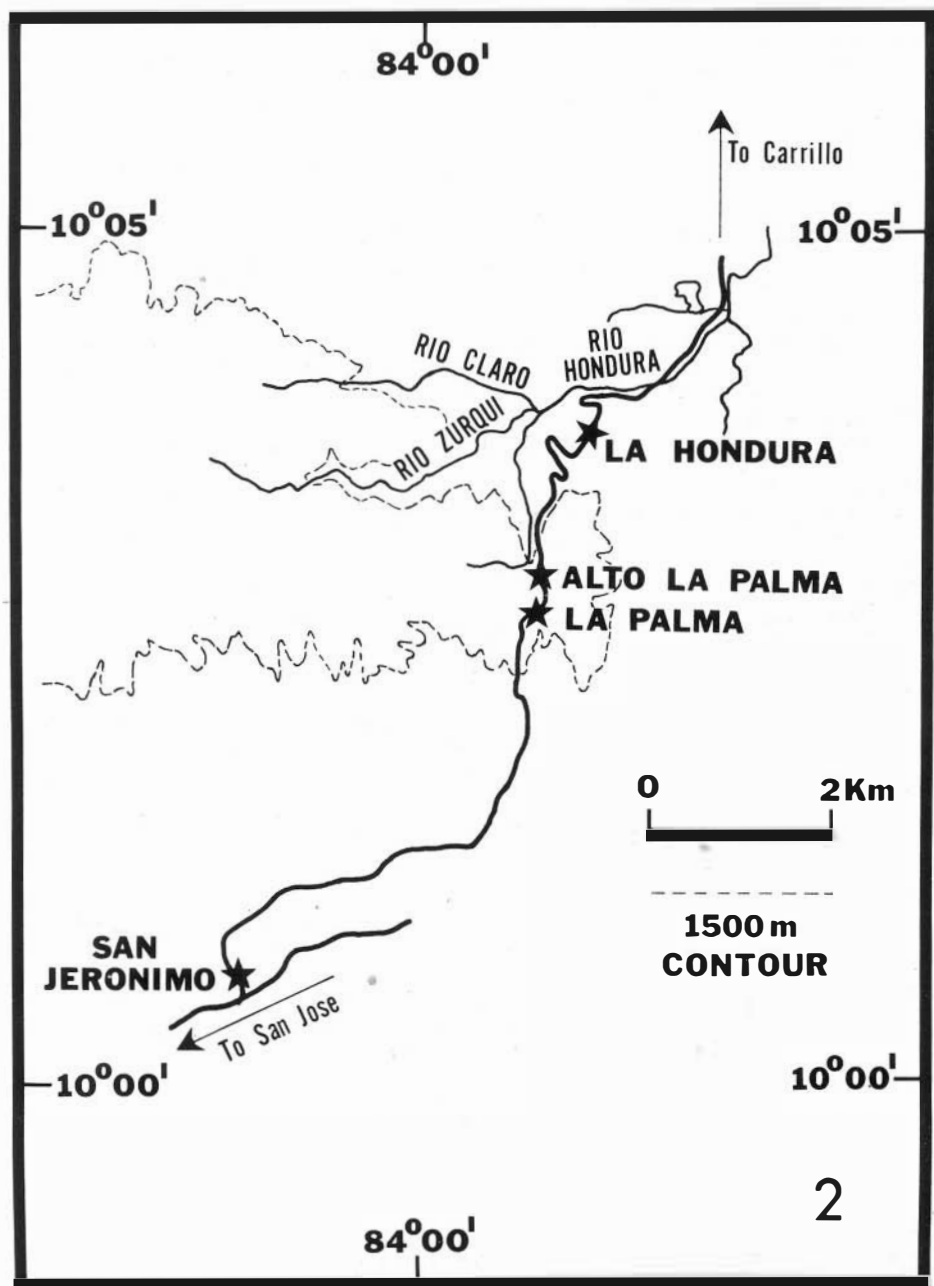 84°00'
To Carrillo
10°05'
10°05'
RIO CLARO
RIO
HONDURA
RIO ZURQUI
LA HONDURA
ALTO LA PALMA
LA PALMA
0 2Km
1500 m
CONTOUR
SAN
JERONIMO
To San Jose
10°00'
10°00'
2
84°00'